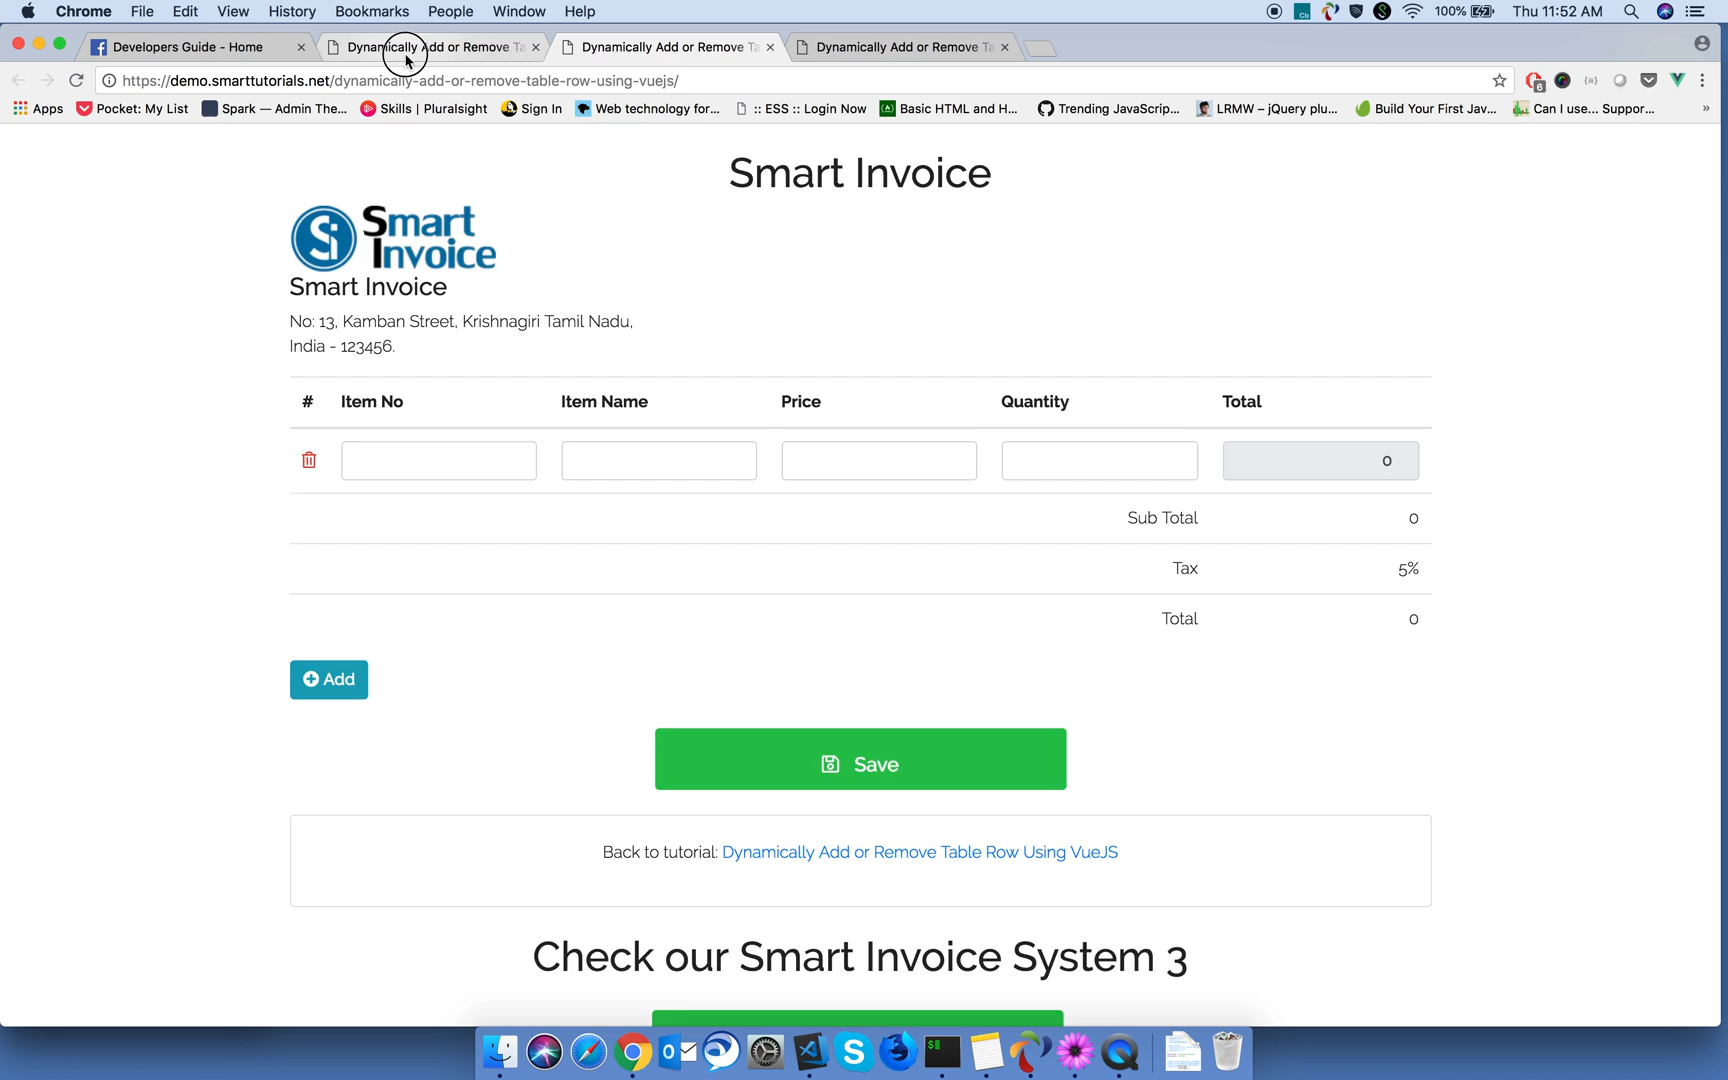 Chrome File Edit View History Bookmarks People Window Help 100% Thu 11:52 AM
Developers Guide - Home Dynamically Add or Remove Ta Dynamically Add or Remove Ta Dynamically Add or Remove Ta
https://demo.smarttutorials.net/dynamically-add-or-remove-table-row-using-vuejs/ 6
Apps Pocket: My List Spark — Admin The... Skills | Pluralsight Sign In Web technology for... :: ESS :: Login Now Basic HTML and H... Trending JavaScrip... LRMW – jQuery plu... Build Your First Jav... Can I use... Suppor... »
Smart Invoice
Si Smart
Invoice
Smart Invoice
No: 13, Kamban Street, Krishnagiri Tamil Nadu,
India - 123456.
# Item No Item Name Price Quantity Total
0
Sub Total 0
Tax 5%
Total 0
Add
Save
Back to tutorial: Dynamically Add or Remove Table Row Using VueJS
Check our Smart Invoice System 3